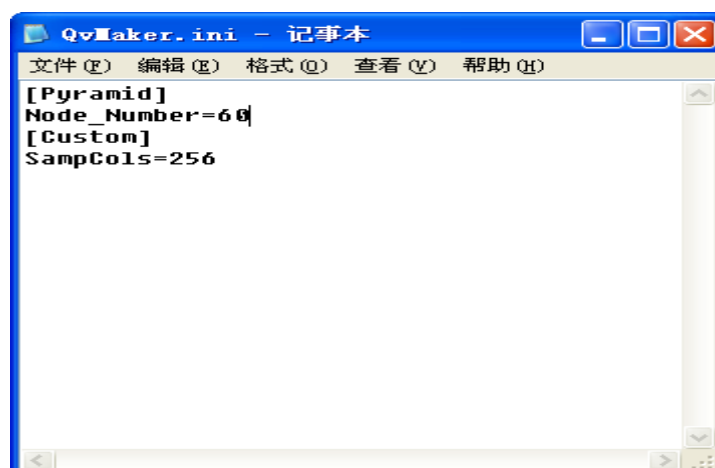 QvMaker.ini - 记事本
文件(F) 编辑(E) 格式(O) 查看(V) 帮助(H)
[Pyramid]
Node_Number=60
[Custom]
SampCols=256